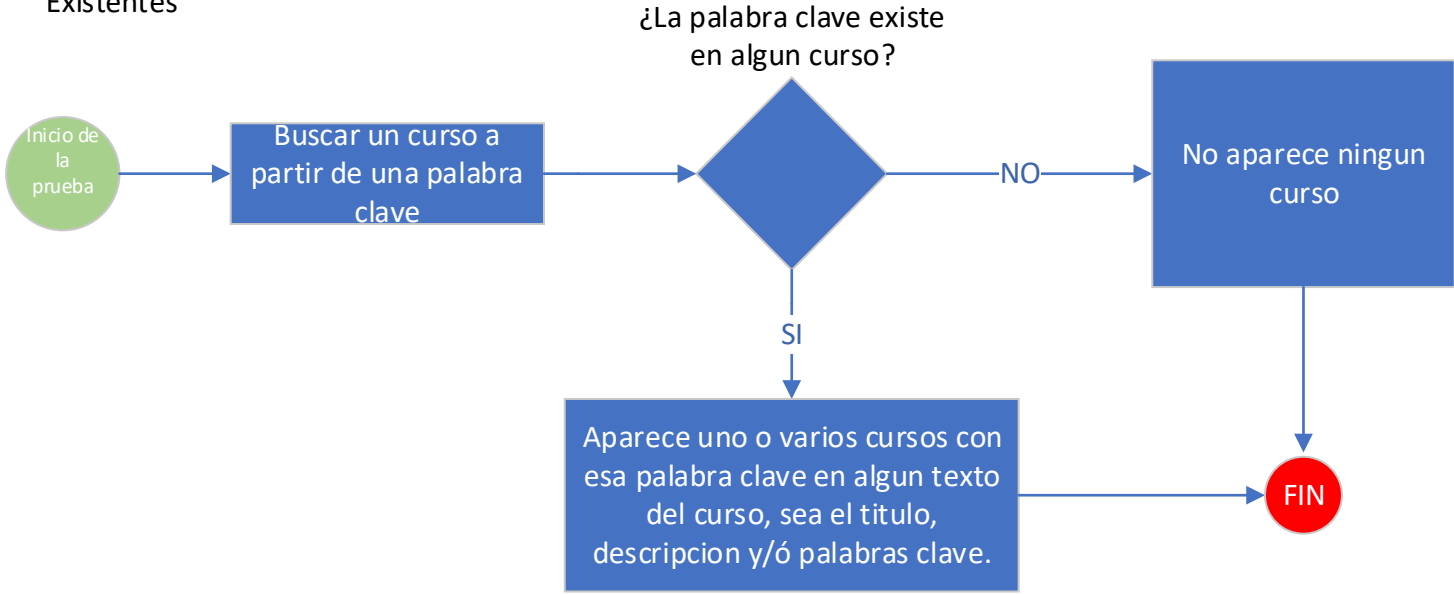 Existentes
¿La palabra clave existe
en algun curso?
Inicio de
la
prueba
Buscar un curso a
partir de una palabra
clave
NO
No aparece ningun
curso
SI
Aparece uno o varios cursos con
esa palabra clave en algun texto
del curso, sea el titulo,
descripcion y/ó palabras clave.
FIN